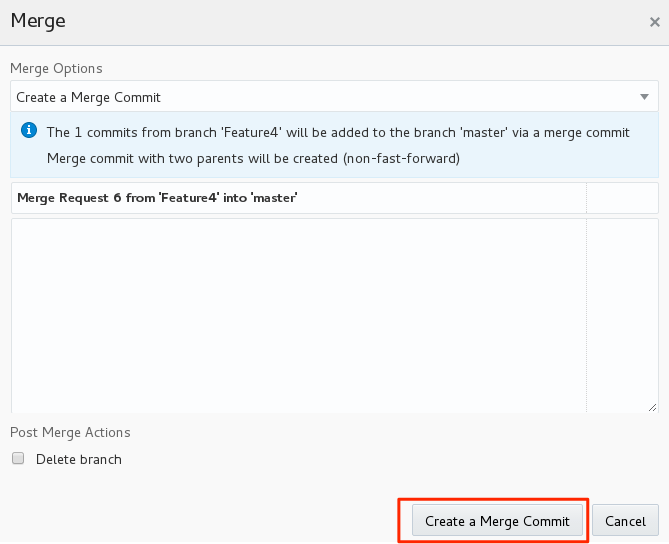 Merge
Merge Options
Create a Merge Commit
The 1 commits from branch 'Feature4' will be added to the branch 'master' via a merge commit
Merge commit with two parents will be created (non-fast-forward)
Merge Request 6 from 'Feature4' into 'master'
Post Merge Actions
Delete branch
Create a Merge Commit
Cancel